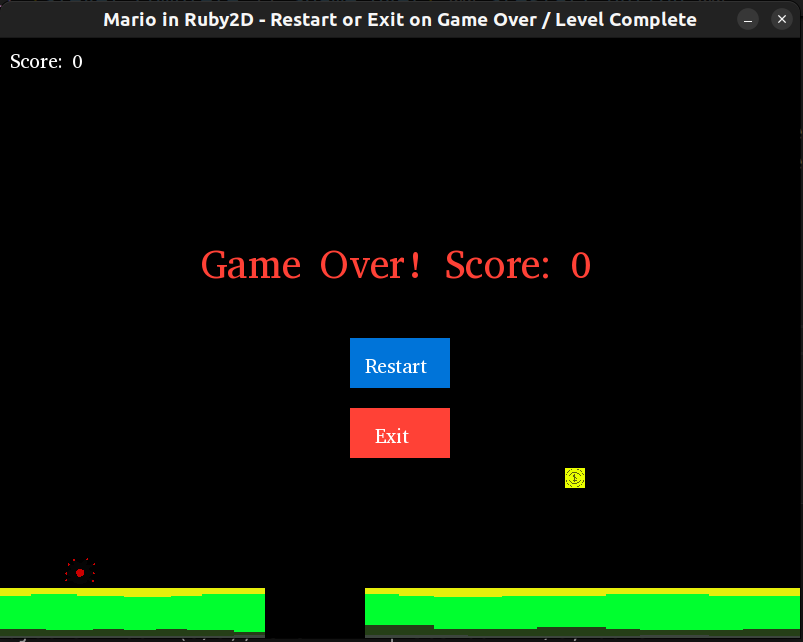 Mario in Ruby2D - Restart or Exit on Game Over / Level Complete
Score: 0
Game Over! Score: 0
Restart
Exit